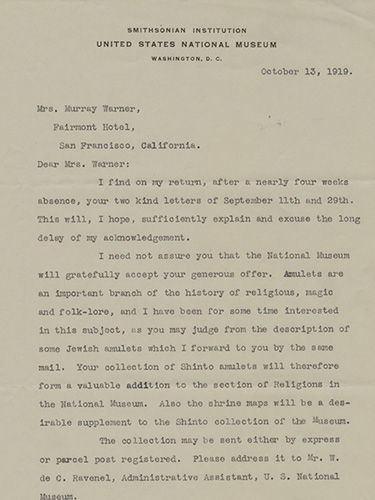 SMITHSONIAN INSTITUTION
UNITED STATES NATIONAL MUSEUM
WASHINGTON, D. C.
October 13, 1919.
Mrs. Murray Warner,
Fairmont Hotel,
San Francisco, California.
Dear Mrs. Warner:
I find on my return, after a nearly four weeks
absence, your two kind letters of September 11th and 29th.
This will, I hope, sufficiently explain and excuse the long
delay of my acknowledgement.
I need not assure you that the National Museum
will gratefully accept your generous offer. Amulets are
an important branch of the history of religious, magic
and folk-lore, and I have been for some time interested
in this subject, as you may judge from the description of
some Jewish amulets which I forward to you by the same
mail. Your collection of Shinto amulets will therefore
form a valuable addition to the section of Religions in
the National Museum. Also the shrine maps will be a de-
sirable supplement to the Shinto collection of the Museum.
The collection may be sent either by express
or parcel post registered. Please address it to Mr. W.
de C. Ravenel, Administrative Assistant, U. S. National
Museum.